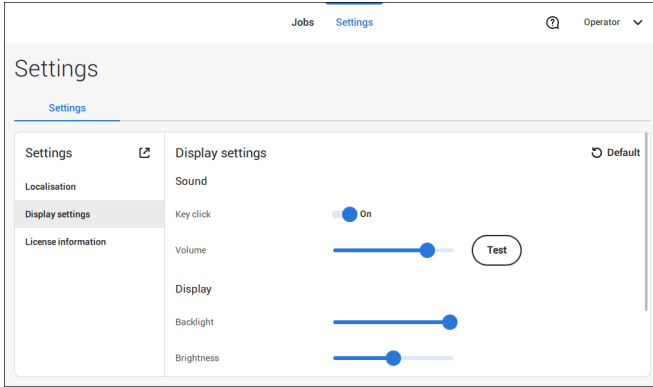 Jobs Settings Operator
Settings
Settings
Settings
Display settings
Default
Sound
Localisation
Display settings
Key click On
License information
Volume Test
Display
Backlight
Brightness